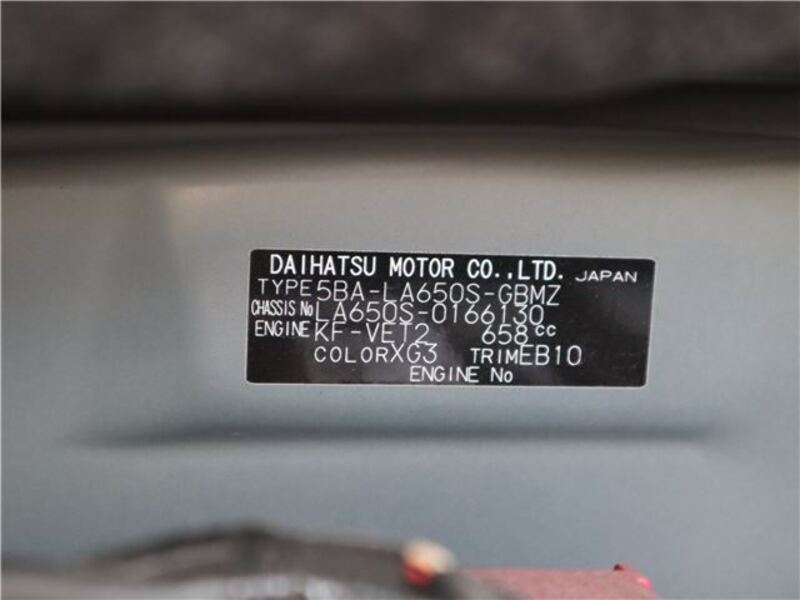 DAIHATSU MOTOR CO.,LTD. JAPAN
TYPE 5BA-LA650S-GBMZ
CHASSIS No LA650S-0166130
ENGINE KF-VET2 658cc
COLOR XG3 TRIM EB10
ENGINE No